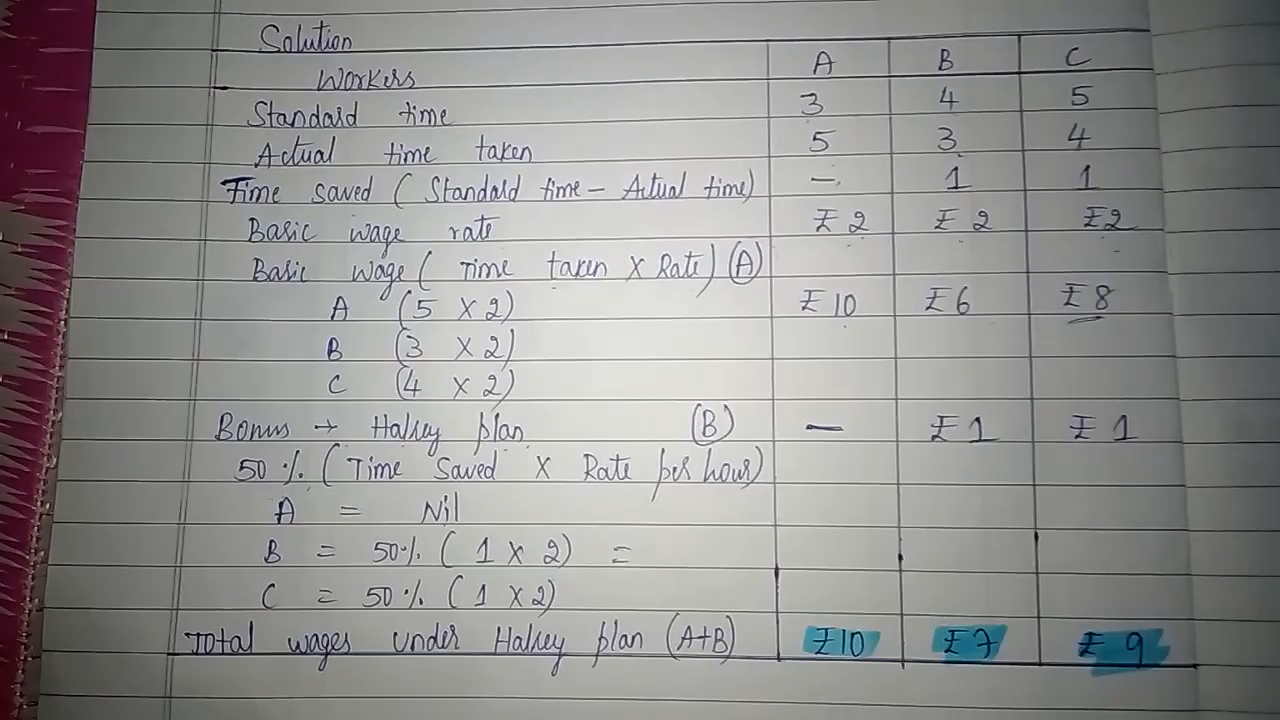 Solution
Workers A B C
Standard time 3 4 5
Actual time taken 5 3 4
Time saved ( Standard time - Actual time) - 1 1
Basic wage rate ₹ 2 ₹ 2 ₹2
Basic wage ( Time taken X Rate) (A)
A (5 X 2) ₹ 10 ₹ 6 ₹ 8
B (3 X 2)
C (4 X 2)
Bonus → Halsey plan (B) — ₹ 1 ₹ 1
50 % ( Time Saved X Rate per hour)
A = Nil
B = 50% ( 1 X 2) =
C = 50 % ( 1 X 2)
Total wages under Halsey plan (A+B) ₹10 ₹ 7 ₹ 9